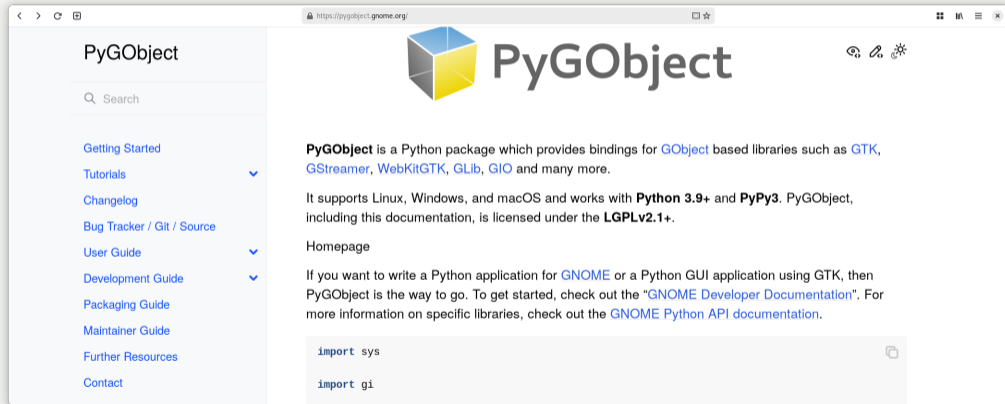 https://pygobject.gnome.org/
PyGObject
Search
Getting Started
Tutorials
Changelog
Bug Tracker / Git / Source
User Guide
Development Guide
Packaging Guide
Maintainer Guide
Further Resources
Contact
PyGObject
PyGObject is a Python package which provides bindings for GObject based libraries such as GTK,
GStreamer, WebKitGTK, GLib, GIO and many more.
It supports Linux, Windows, and macOS and works with Python 3.9+ and PyPy3. PyGObject,
including this documentation, is licensed under the LGPLv2.1+.
Homepage
If you want to write a Python application for GNOME or a Python GUI application using GTK, then
PyGObject is the way to go. To get started, check out the “GNOME Developer Documentation”. For
more information on specific libraries, check out the GNOME Python API documentation.
import sys
import gi